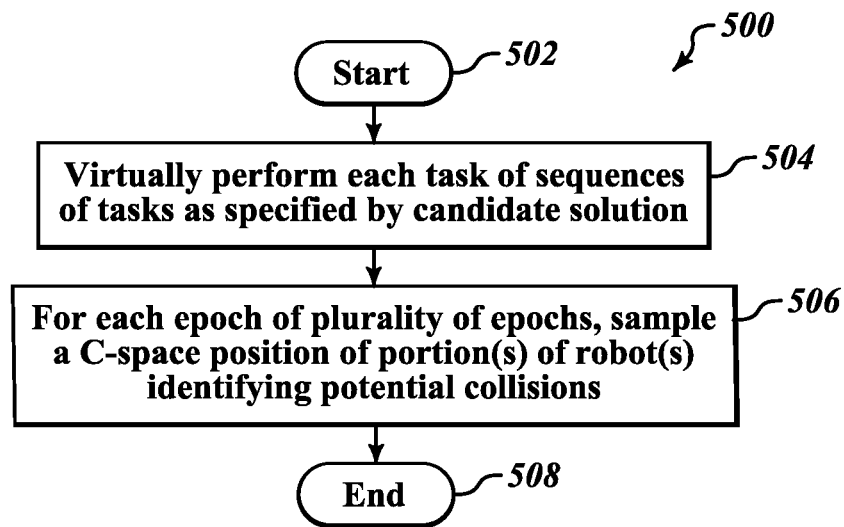 500
Start
502
Virtually perform each task of sequences
of tasks as specified by candidate solution
504
For each epoch of plurality of epochs, sample
a C-space position of portion(s) of robot(s)
identifying potential collisions
506
End
508